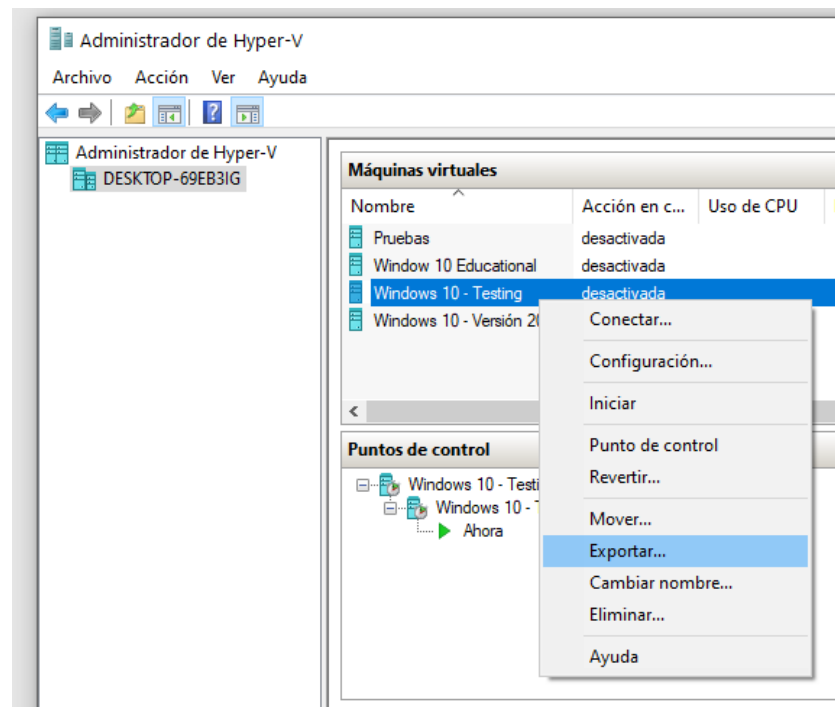 Administrador de Hyper-V
Archivo Acción Ver Ayuda
Administrador de Hyper-V
DESKTOP-69EB3IG
Máquinas virtuales
Nombre Acción en c... Uso de CPU
Pruebas desactivada
Window 10 Educational desactivada
Windows 10 - Testing desactivada
Windows 10 - Versión
Conectar...
Configuración...
Iniciar
Punto de control
Revertir...
Mover...
Exportar...
Cambiar nombre...
Eliminar...
Ayuda
Puntos de control
Windows 10 -
Windows 10 -
Ahora